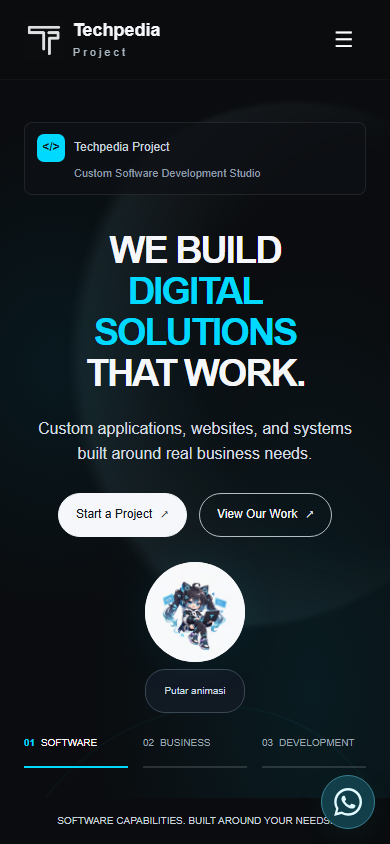 Techpedia
Project
</> Techpedia Project
Custom Software Development Studio
WE BUILD
DIGITAL
SOLUTIONS
THAT WORK.
Custom applications, websites, and systems
built around real business needs.
Start a Project ↗ View Our Work ↗
Putar animasi
01 SOFTWARE 02 BUSINESS 03 DEVELOPMENT
SOFTWARE CAPABILITIES. BUILT AROUND YOUR NEEDS.